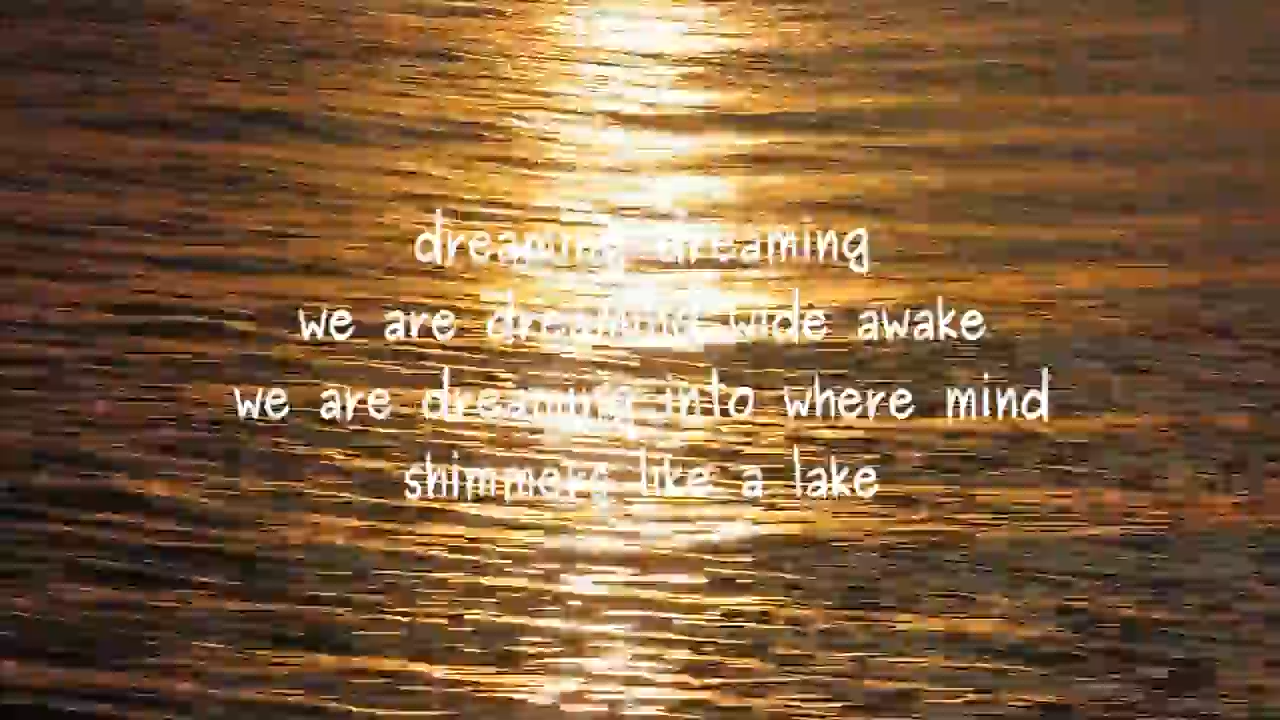 dreaming dreaming
we are dreaming wide awake
we are dreaming into where mind
shimmers like a lake